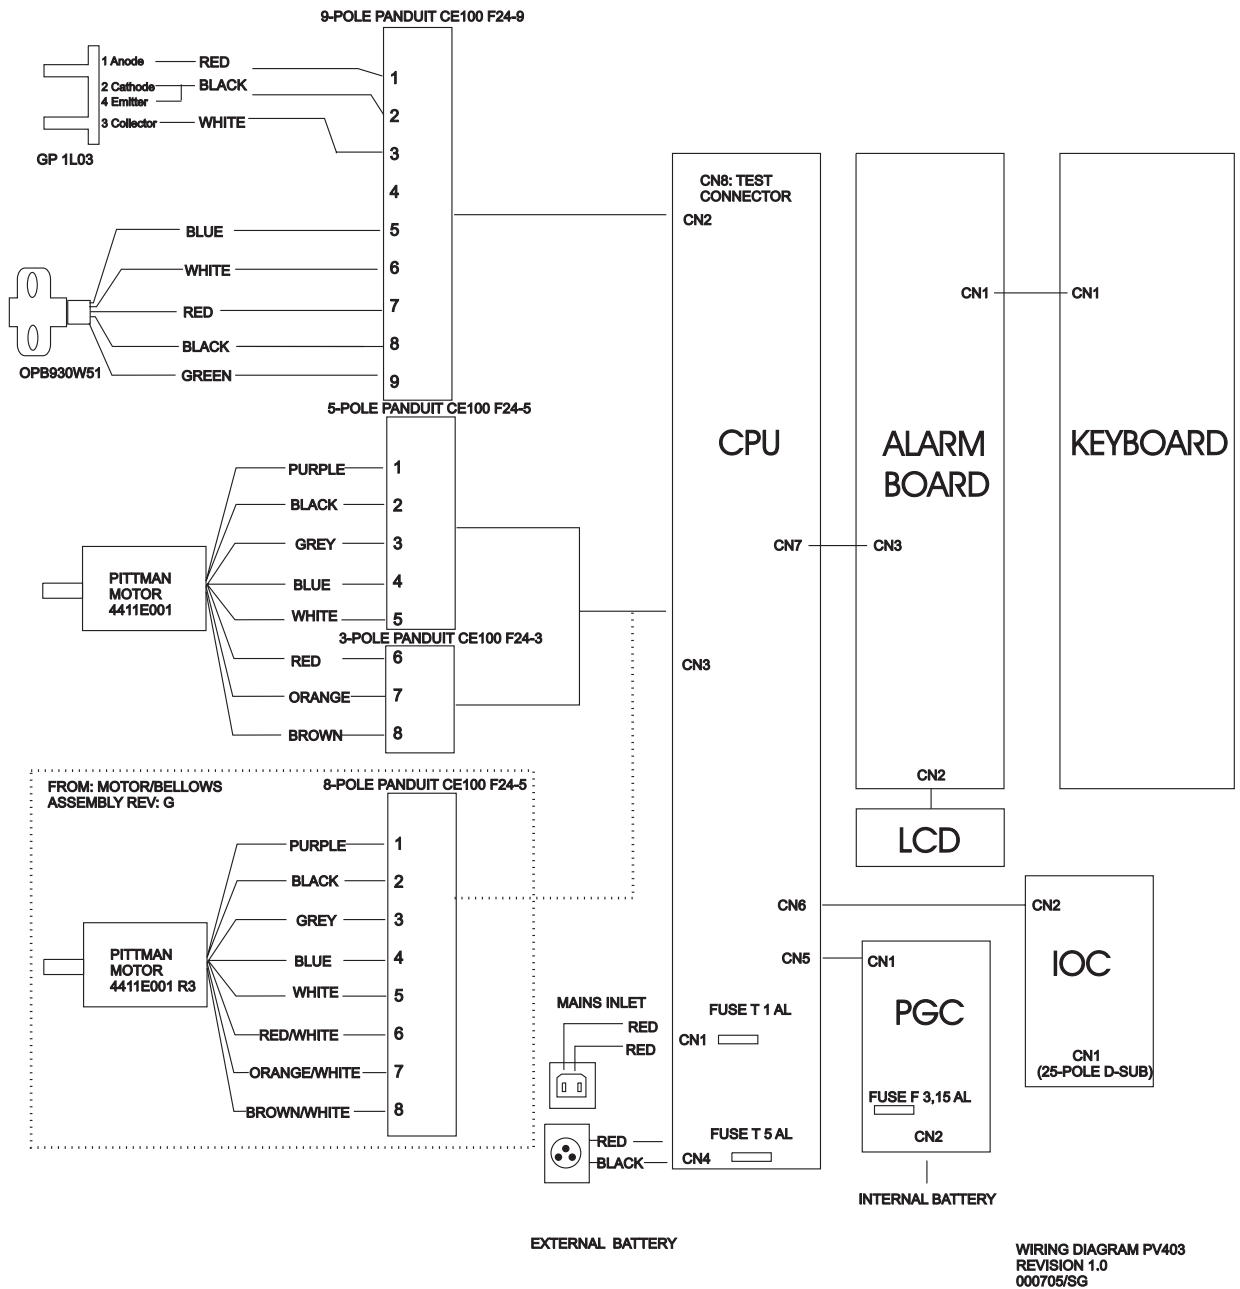 9-POLE PANDUIT CE100 F24-9
1 Anode
RED
2 Cathode
BLACK
4 Emitter
3 Collector
WHITE
GP 1L03
1
2
3
4
5
6
7
8
9
BLUE
WHITE
RED
BLACK
GREEN
OPB930W51
5-POLE PANDUIT CE100 F24-5
PURPLE
1
BLACK
2
GREY
3
BLUE
4
WHITE
5
PITTMAN
MOTOR
4411E001
3-POLE PANDUIT CE100 F24-3
RED
6
ORANGE
7
BROWN
8
FROM: MOTOR/BELLOWS
ASSEMBLY REV: G
8-POLE PANDUIT CE100 F24-5
PURPLE
1
BLACK
2
GREY
3
BLUE
4
WHITE
5
RED/WHITE
6
ORANGE/WHITE
7
BROWN/WHITE
8
PITTMAN
MOTOR
4411E001 R3
CN8: TEST
CONNECTOR
CN2
CPU
CN7
CN3
CN6
CN5
FUSE T 1 AL
CN1
FUSE T 5 AL
CN4
MAINS INLET
RED
RED
RED
BLACK
EXTERNAL BATTERY
CN1
ALARM
BOARD
CN3
CN2
LCD
CN1
KEYBOARD
CN2
IOC
CN1
(25-POLE D-SUB)
CN1
PGC
FUSE F 3,15 AL
CN2
INTERNAL BATTERY
WIRING DIAGRAM PV403
REVISION 1.0
000705/SG